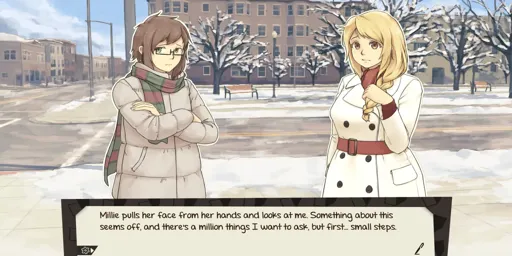 Millie pulls her face from her hands and looks at me. Something about this
seems off, and there's a million things I want to ask, but first... small steps.